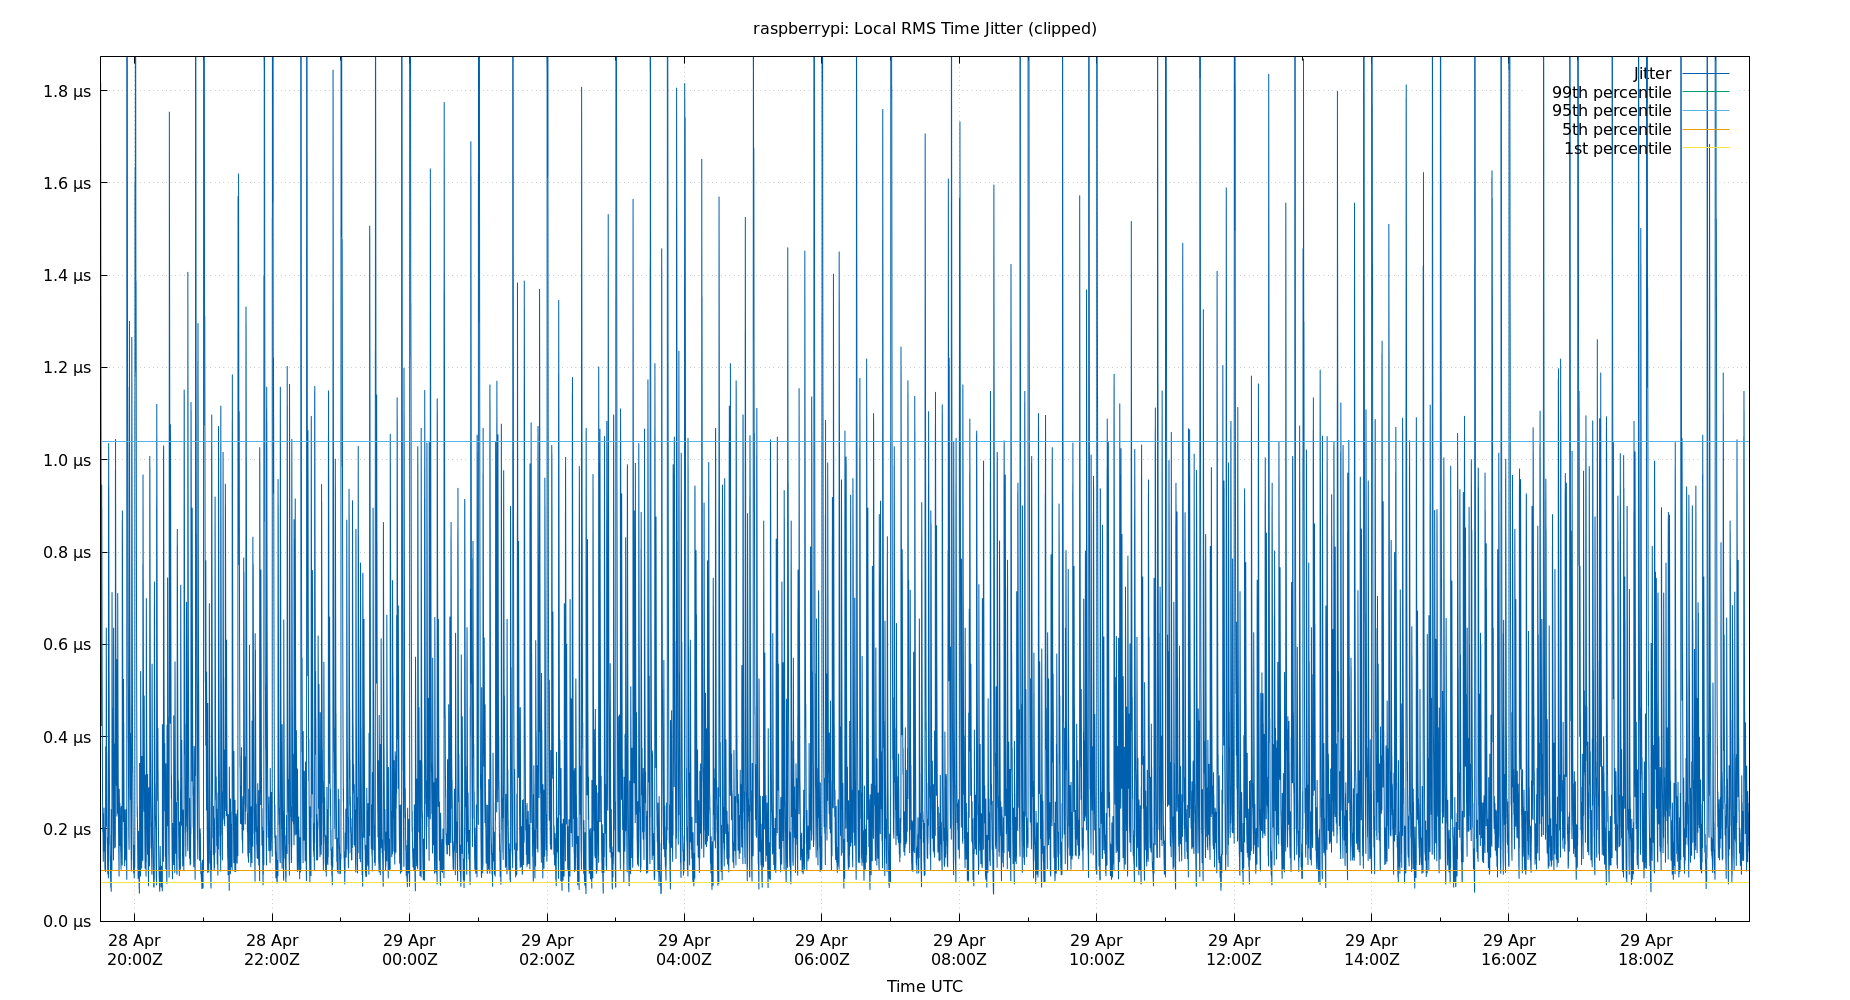 raspberrypi: Local RMS Time Jitter (clipped)
Jitter
99th percentile
95th percentile
5th percentile
1st percentile
1.8 μs
1.6 μs
1.4 μs
1.2 μs
1.0 μs
0.8 μs
0.6 μs
0.4 μs
0.2 μs
0.0 μs
28 Apr 28 Apr 29 Apr 29 Apr 29 Apr 29 Apr 29 Apr 29 Apr 29 Apr 29 Apr 29 Apr 29 Apr
20:00Z 22:00Z 00:00Z 02:00Z 04:00Z 06:00Z 08:00Z 10:00Z 12:00Z 14:00Z 16:00Z 18:00Z
Time UTC